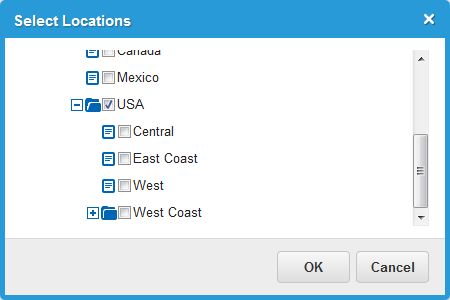 Select Locations
Canada
Mexico
USA
Central
East Coast
West
West Coast
OK
Cancel